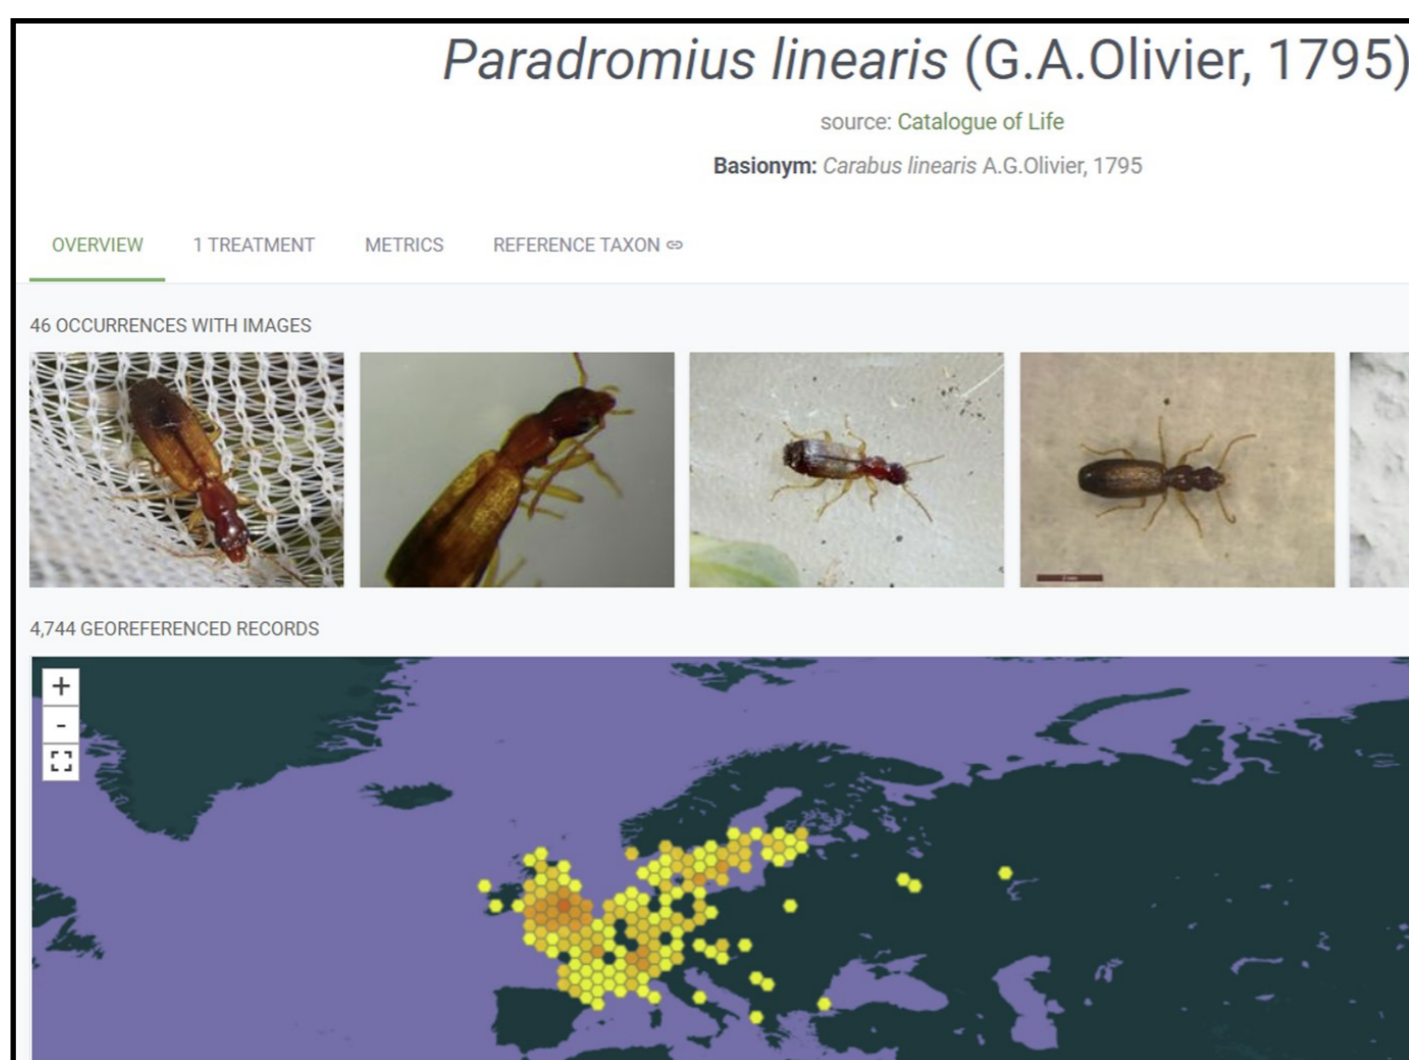 Paradromius linearis (G.A.Olivier, 1795)
source: Catalogue of Life
Basionym: Carabus linearis A.G.Olivier, 1795
OVERVIEW 1 TREATMENT METRICS REFERENCE TAXON
46 OCCURRENCES WITH IMAGES
4,744 GEOREFERENCED RECORDS
+
-